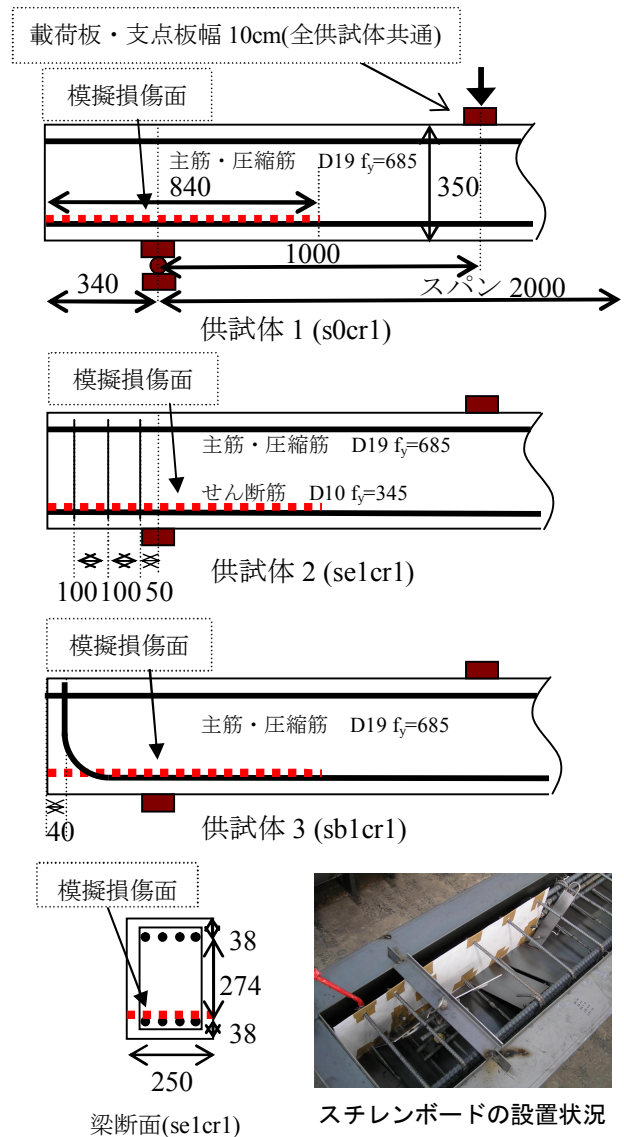 載荷板・支点板幅 10cm(全供試体共通)
模擬損傷面
主筋・圧縮筋 D19 fy=685
840
350
1000
340
スパン 2000
供試体 1 (s0cr1)
模擬損傷面
主筋・圧縮筋 D19 fy=685
せん断筋 D10 fy=345
100 100 50
供試体 2 (se1cr1)
模擬損傷面
主筋・圧縮筋 D19 fy=685
40
供試体 3 (sb1cr1)
模擬損傷面
38
274
38
250
梁断面(se1cr1)
スチレンボードの設置状況